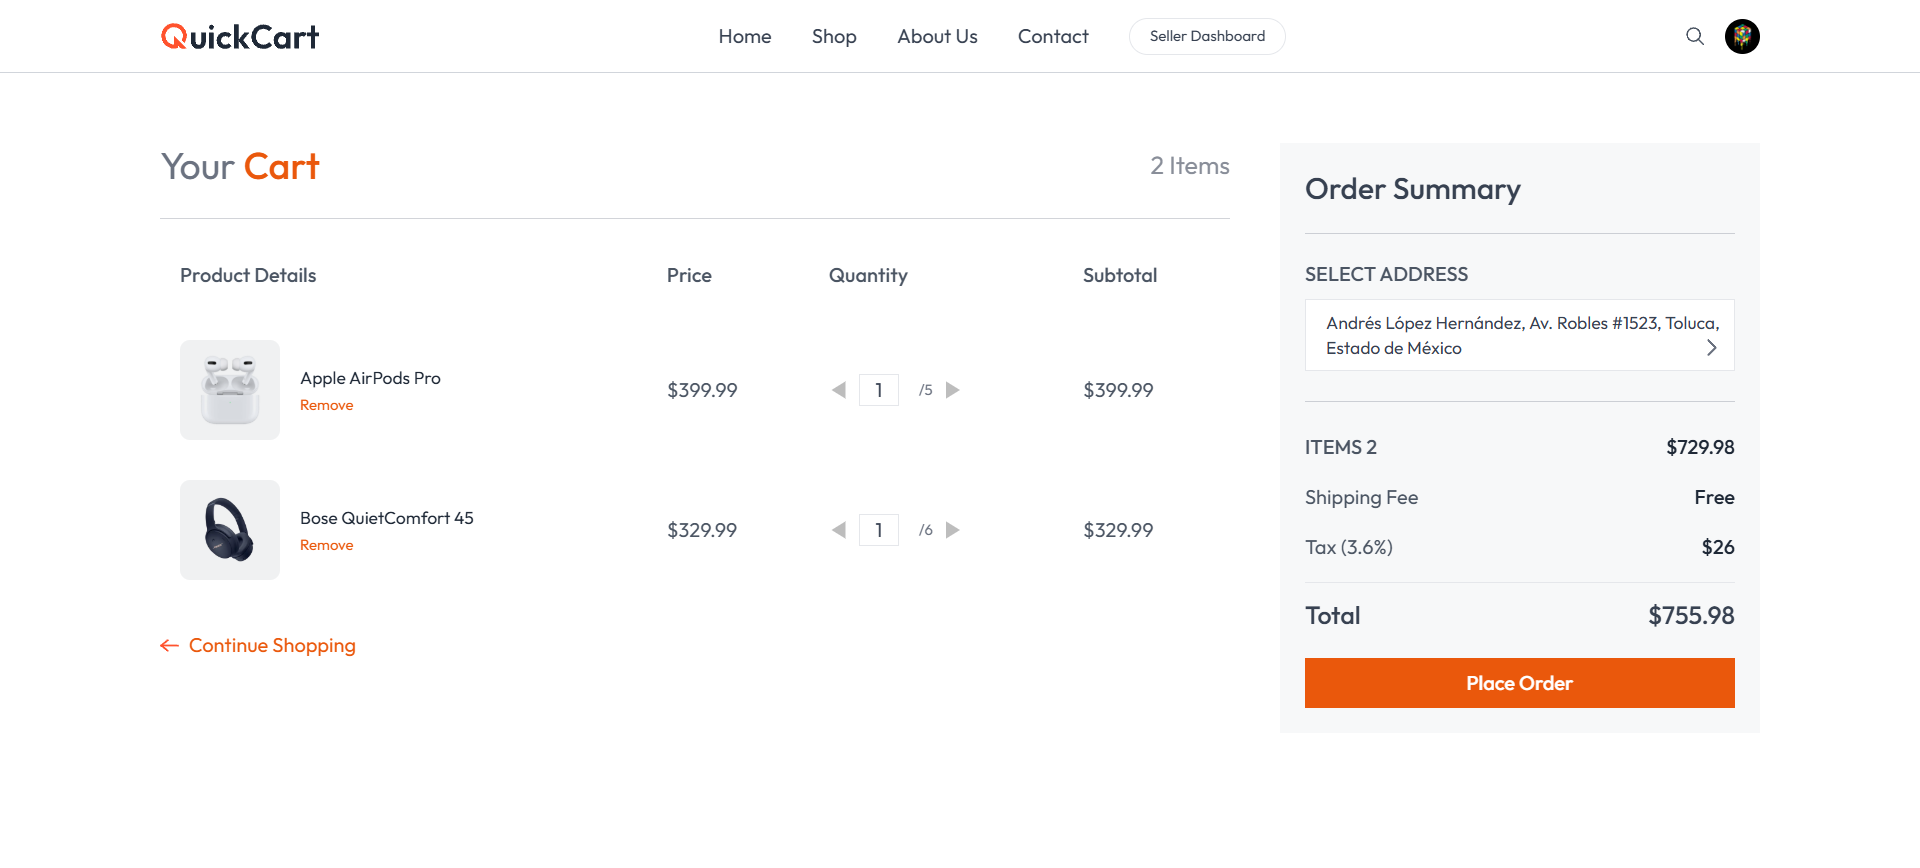 QuickCart
Home Shop About Us Contact Seller Dashboard
Your Cart
2 Items
Product Details Price Quantity Subtotal
Apple AirPods Pro
Remove
$399.99 1 /5 $399.99
Bose QuietComfort 45
Remove
$329.99 1 /6 $329.99
Continue Shopping
Order Summary
SELECT ADDRESS
Andrés López Hernández, Av. Robles #1523, Toluca,
Estado de México
ITEMS 2 $729.98
Shipping Fee Free
Tax (3.6%) $26
Total $755.98
Place Order